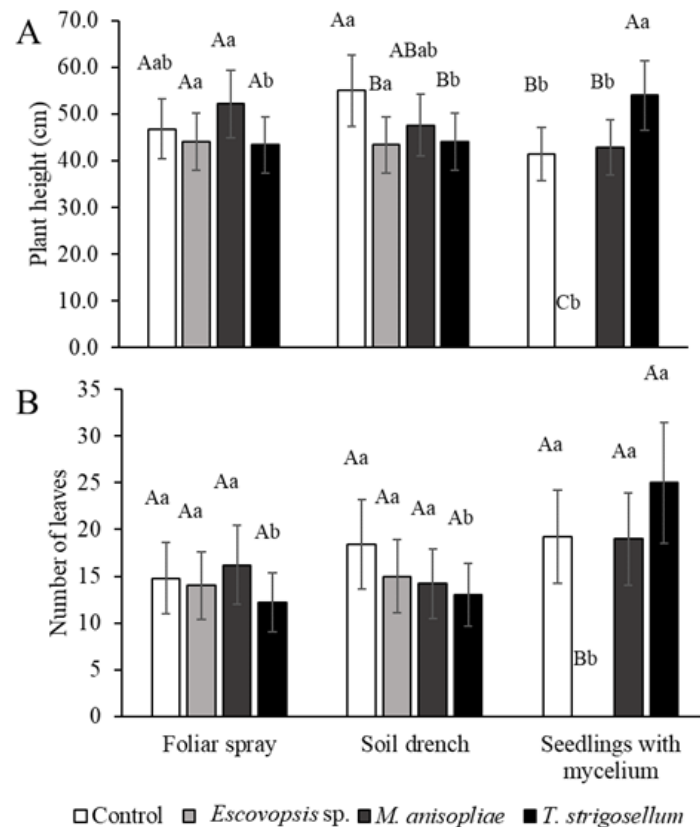 A
Plant height (cm)
70.0
60.0
50.0
40.0
30.0
20.0
10.0
0.0
Aab
Aa
Aa
Ab
Aa
Ba
ABab
Bb
Bb
Cb
Bb
Aa
B
Number of leaves
35
30
25
20
15
10
5
0
Aa
Aa
Aa
Ab
Aa
Aa
Aa
Ab
Aa
Bb
Aa
Aa
Foliar spray
Soil drench
Seedlings with
mycelium
Control Escovopsis sp. M. anisopliae T. strigosellum